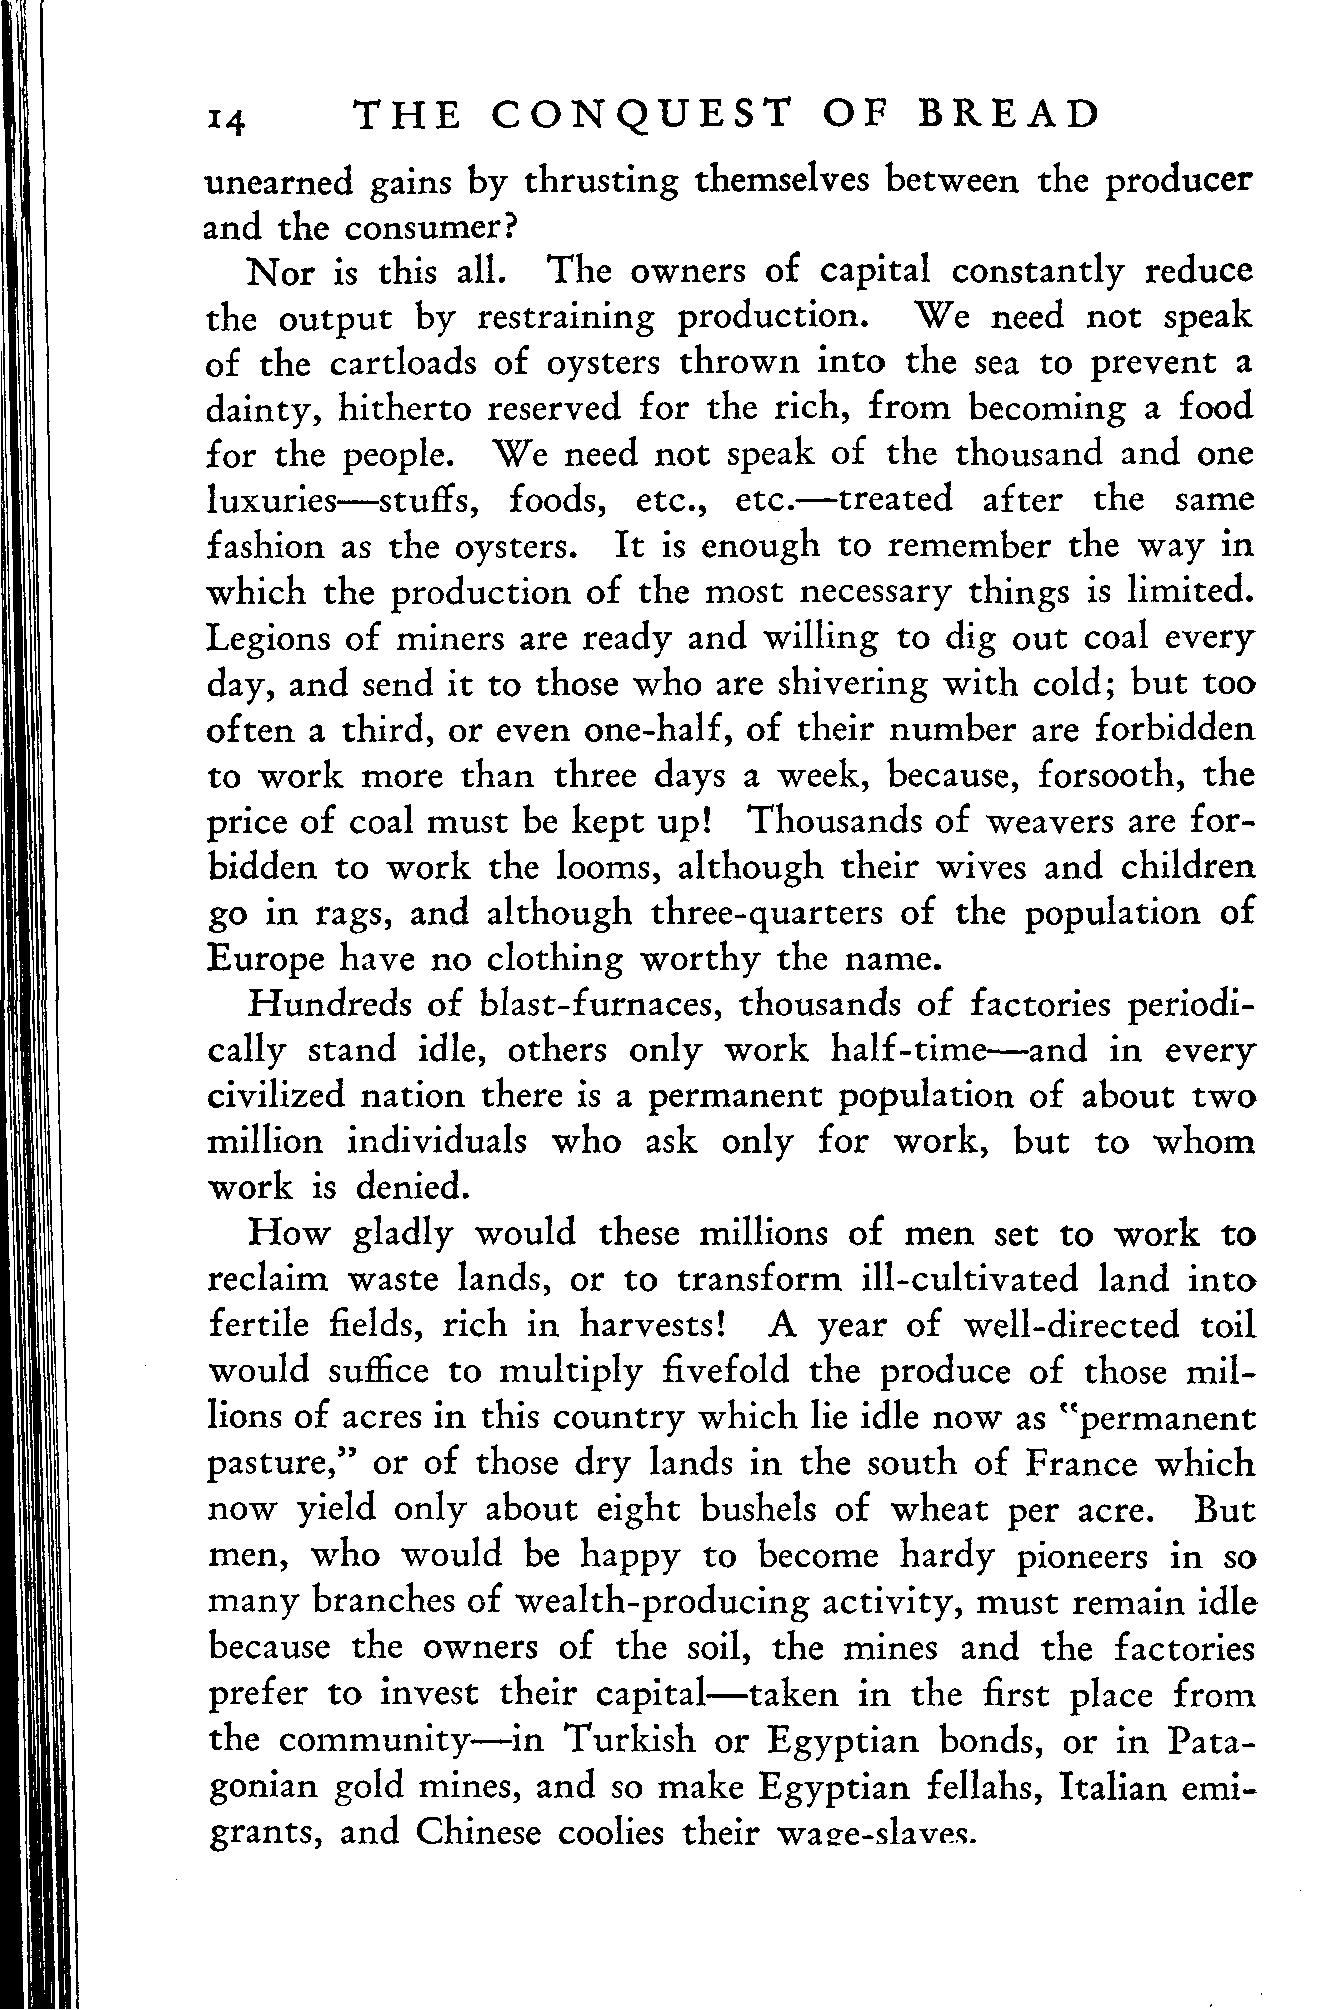 14 THE CONQUEST OF BREAD
unearned gains by thrusting themselves between the producer
and the consumer?
Nor is this all. The owners of capital constantly reduce
the output by restraining production. We need not speak
of the cartloads of oysters thrown into the sea to prevent a
dainty, hitherto reserved for the rich, from becoming a food
for the people. We need not speak of the thousand and one
luxuries—stuffs, foods, etc., etc.—treated after the same
fashion as the oysters. It is enough to remember the way in
which the production of the most necessary things is limited.
Legions of miners are ready and willing to dig out coal every
day, and send it to those who are shivering with cold; but too
often a third, or even one-half, of their number are forbidden
to work more than three days a week, because, forsooth, the
price of coal must be kept up! Thousands of weavers are for-
bidden to work the looms, although their wives and children
go in rags, and although three-quarters of the population of
Europe have no clothing worthy the name.
Hundreds of blast-furnaces, thousands of factories periodi-
cally stand idle, others only work half-time—and in every
civilized nation there is a permanent population of about two
million individuals who ask only for work, but to whom
work is denied.
How gladly would these millions of men set to work to
reclaim waste lands, or to transform ill-cultivated land into
fertile fields, rich in harvests! A year of well-directed toil
would suffice to multiply fivefold the produce of those mil-
lions of acres in this country which lie idle now as "permanent
pasture," or of those dry lands in the south of France which
now yield only about eight bushels of wheat per acre. But
men, who would be happy to become hardy pioneers in so
many branches of wealth-producing activity, must remain idle
because the owners of the soil, the mines and the factories
prefer to invest their capital—taken in the first place from
the community—in Turkish or Egyptian bonds, or in Pata-
gonian gold mines, and so make Egyptian fellahs, Italian emi-
grants, and Chinese coolies their wage-slaves.